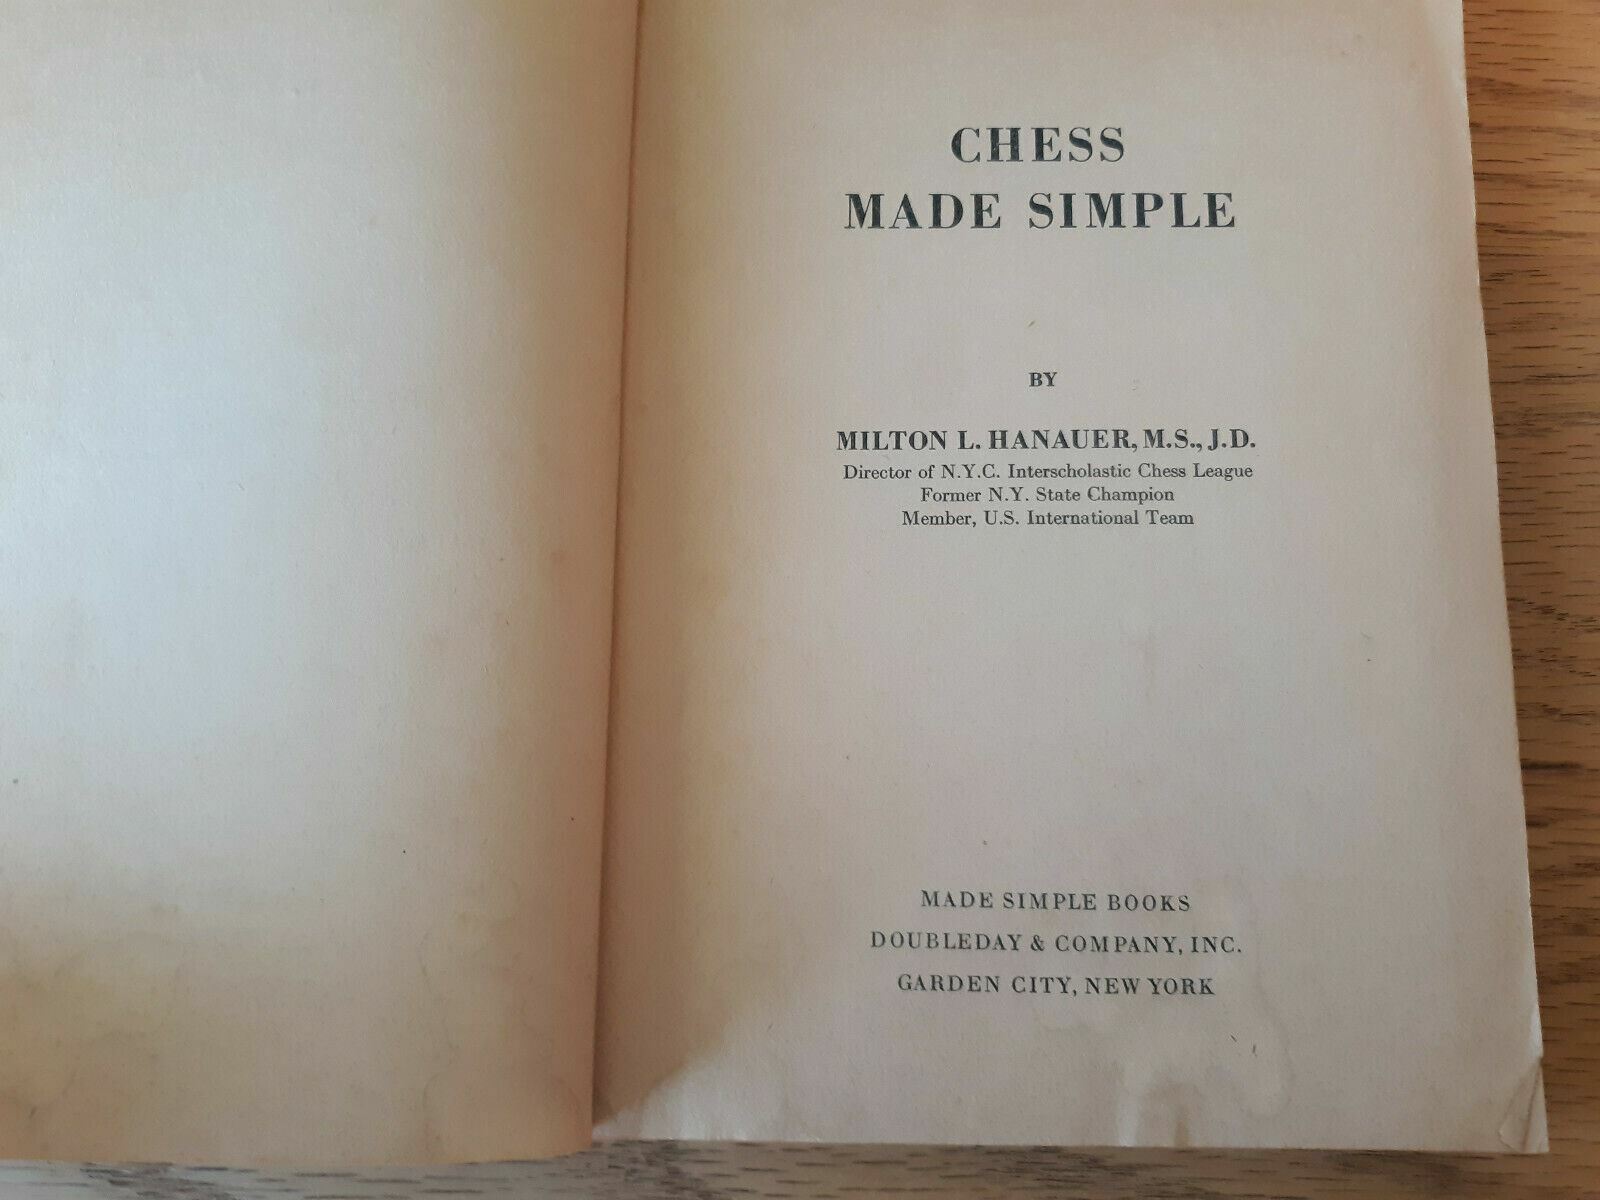 CHESS
MADE SIMPLE
BY
MILTON L. HANAUER, M.S., J.D.
Director of N.Y.C. Interscholastic Chess League
Former N.Y. State Champion
Member, U.S. International Team
MADE SIMPLE BOOKS
DOUBLEDAY & COMPANY, INC.
GARDEN CITY, NEW YORK